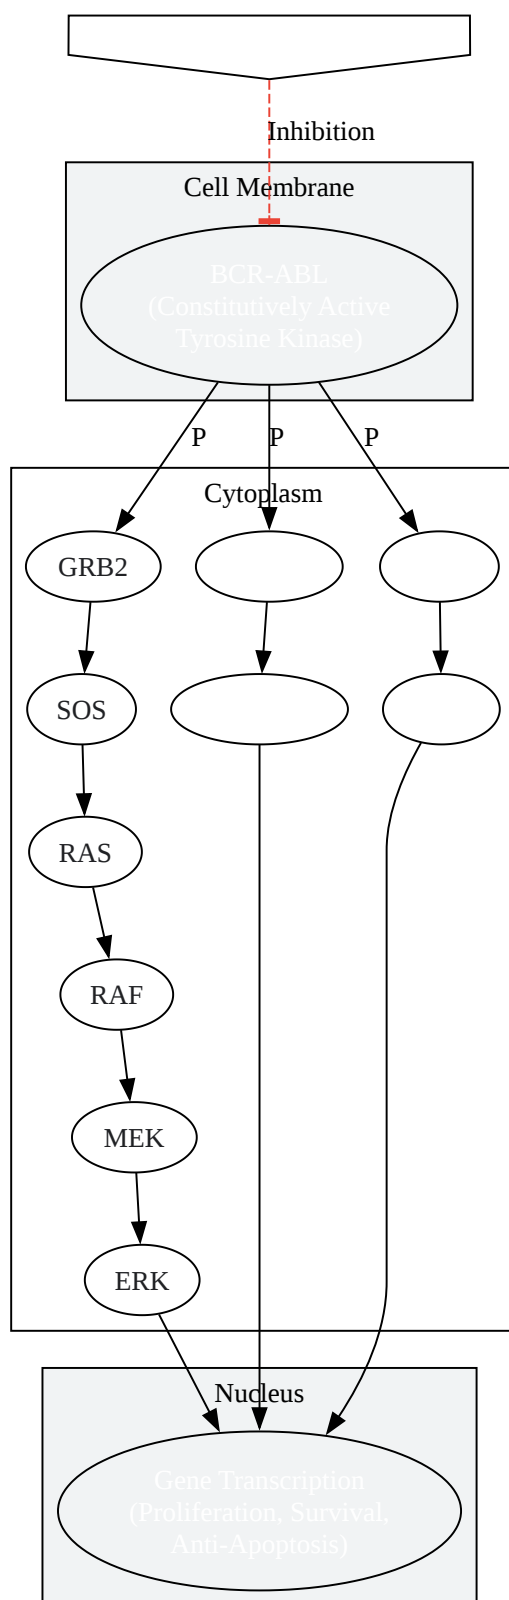 Inhibition
Cell Membrane
BCR-ABL
(Constitutively Active
Tyrosine Kinase)
P P P
Cytoplasm
GRB2
SOS
RAS
RAF
MEK
ERK
Nucleus
Gene Transcription
(Proliferation, Survival,
Anti-Apoptosis)